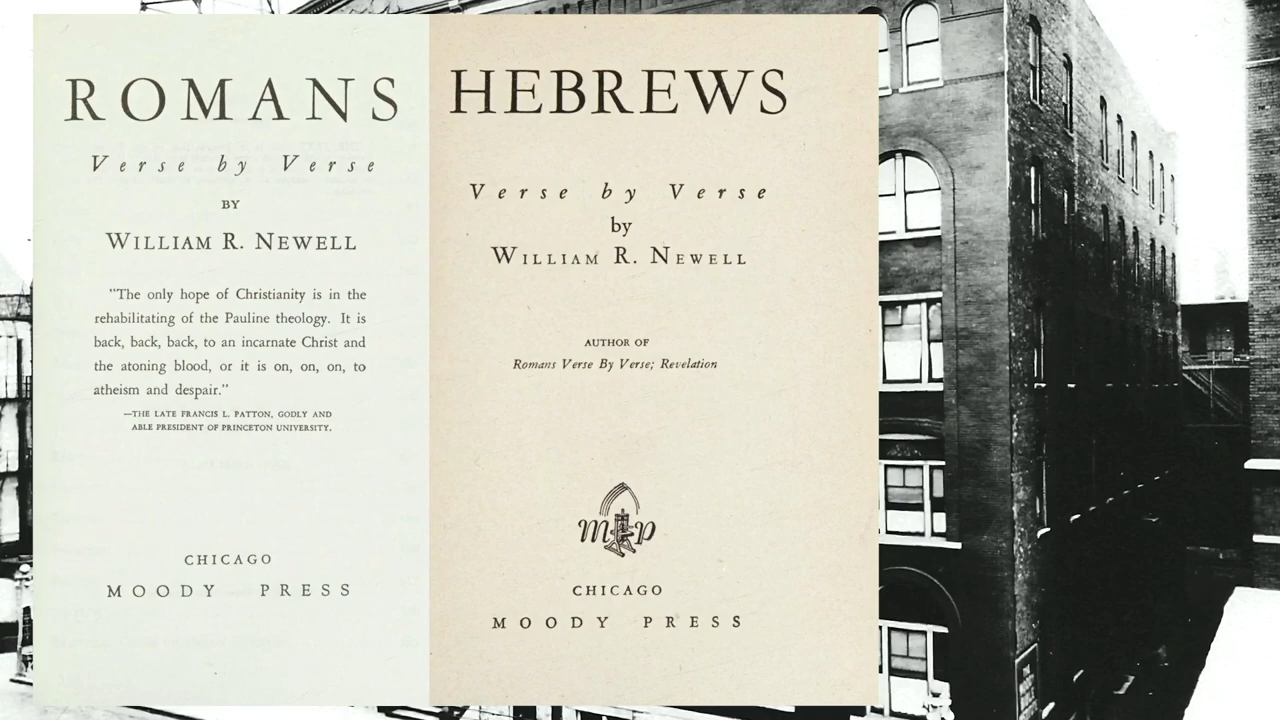 ROMANS
Verse by Verse
BY
WILLIAM R. NEWELL
"The only hope of Christianity is in the
rehabilitating of the Pauline theology. It is
back, back, back, to an incarnate Christ and
the atoning blood, or it is on, on, on, to
atheism and despair."
—THE LATE FRANCIS L. PATTON, GODLY AND
ABLE PRESIDENT OF PRINCETON UNIVERSITY.
CHICAGO
MOODY PRESS
HEBREWS
Verse by Verse
by
WILLIAM R. NEWELL
AUTHOR OF
Romans Verse By Verse; Revelation
m p
CHICAGO
MOODY PRESS